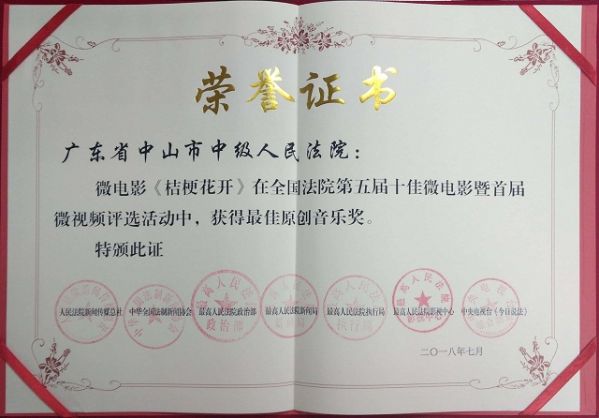 荣誉证书
广东省中山市中级人民法院：
微电影《桔梗花开》在全国法院第五届十佳微电影暨首届
微视频评选活动中，获得最佳原创音乐奖。
特颁此证
人民法院新闻传媒总社 中华全国法制新闻协会 最高人民法院政治部 最高人民法院新闻局 最高人民法院执行局 最高人民法院影视中心 中央电视台《今日说法》
二〇一八年七月